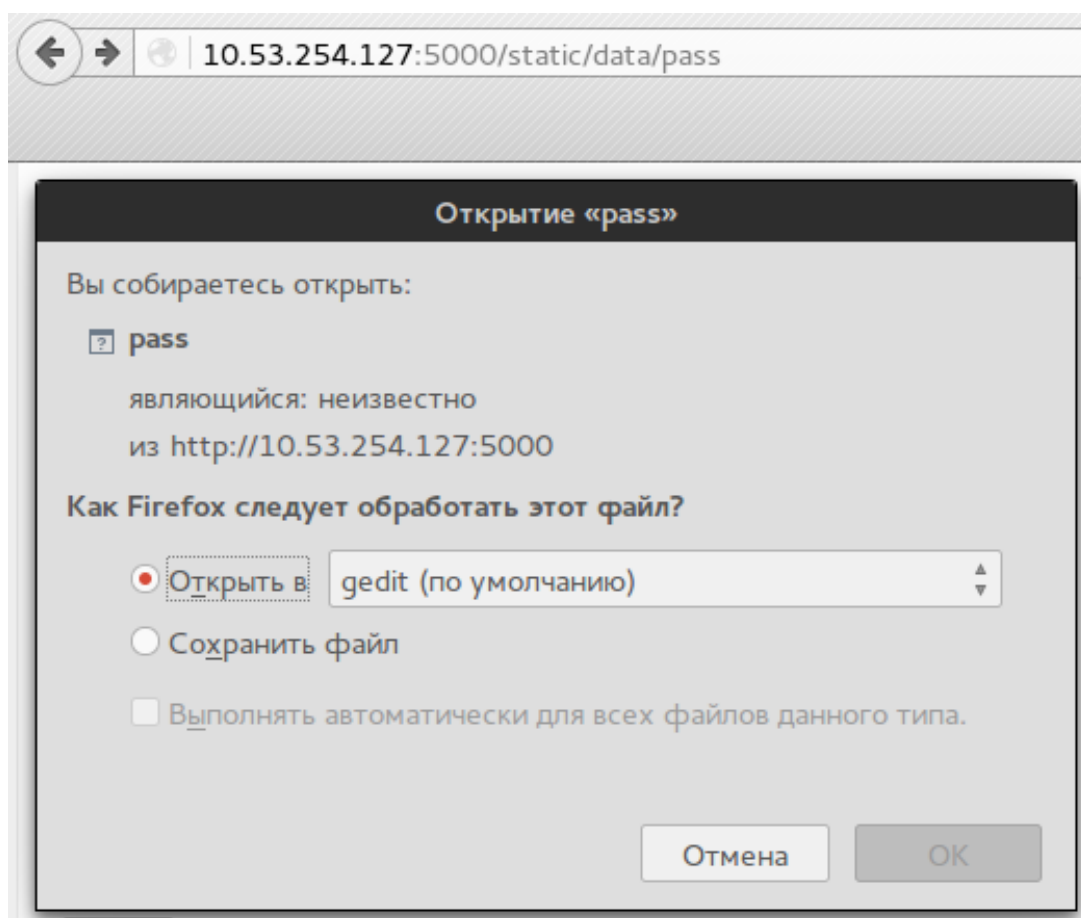 10.53.254.127:5000/static/data/pass
Открытие «pass»
Вы собираетесь открыть:
pass
являющийся: неизвестно
из http://10.53.254.127:5000
Как Firefox следует обработать этот файл?
Открыть в gedit (по умолчанию)
Сохранить файл
Выполнять автоматически для всех файлов данного типа.
Отмена OK